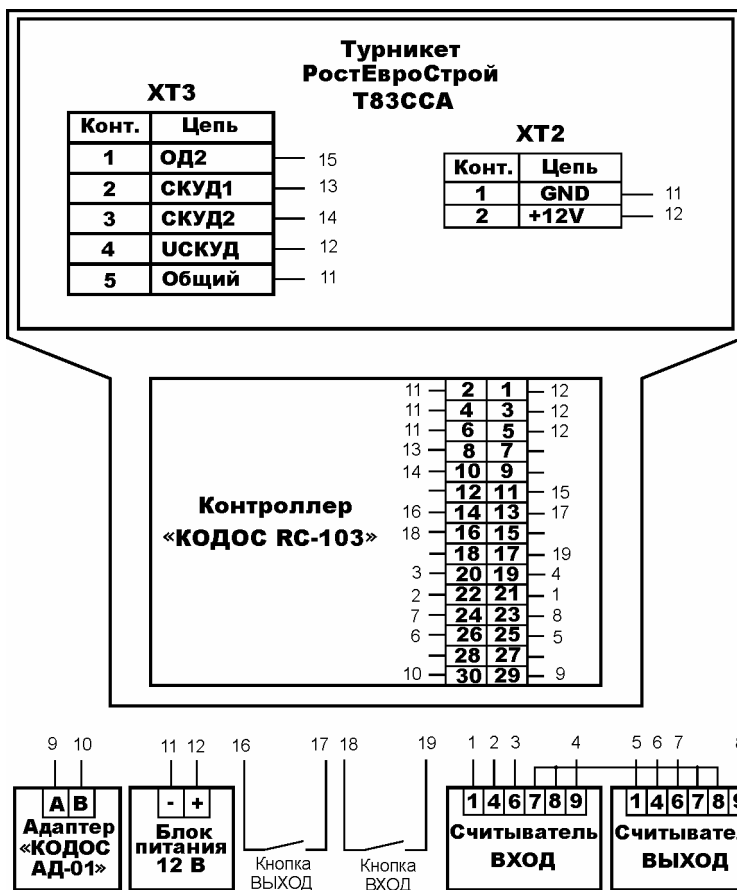 Турникет
РостЕвроСтрой
Т83ССА
ХТ3
Конт. Цепь
1 ОД2 15
2 СКУД1 13
3 СКУД2 14
4 UСКУД 12
5 Общий 11
ХТ2
Конт. Цепь
1 GND 11
2 +12V 12
Контроллер
«КОДОС RC-103»
11 2 1 12
11 4 3 12
11 6 5 12
13 8 7
14 10 9
12 11 15
16 14 13 17
18 16 15
18 17 19
3 20 19 4
2 22 21 1
7 24 23 8
6 26 25 5
28 27
10 30 29 9
9 10 11 12 16 17 18 19 1 2 3 4 5 6 7
А В
Адаптер
«КОДОС
АД-01»
- +
Блок
питания
12 В
Кнопка
ВЫХОД
Кнопка
ВХОД
1 4 6 7 8 9
Считыватель
ВХОД
1 4 6 7 8
Считывател
ВЫХОД